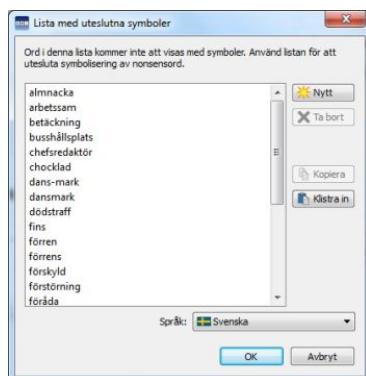 Lista med uteslutna symboler
Ord i denna lista kommer inte att visas med symboler. Använd listan för att
utesluta symbolisering av nonsensord.
almnacka
arbetssam
betäckning
busshållsplats
chefsredaktör
chocklad
dans-mark
dansmark
dödstraff
fins
förren
förrens
förskyld
förstörning
föråda
Nytt
Ta bort
Kopiera
Klistra in
Språk: Svenska
OK
Avbryt